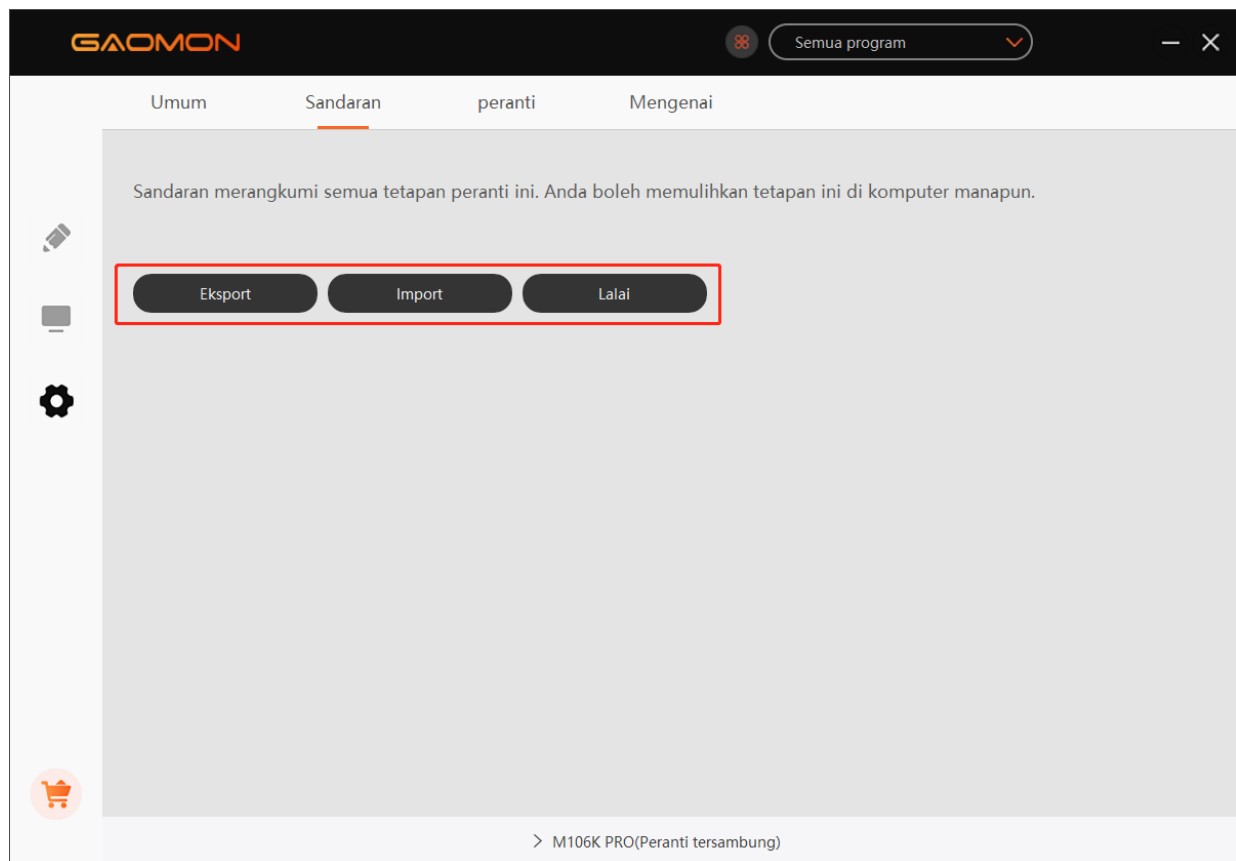 GAOMON
Semua program
Umum Sandaran peranti Mengenai
Sandaran merangkumi semua tetapan peranti ini. Anda boleh memulihkan tetapan ini di komputer manapun.
Eksport Import Lalai
M106K PRO(Peranti tersambung)